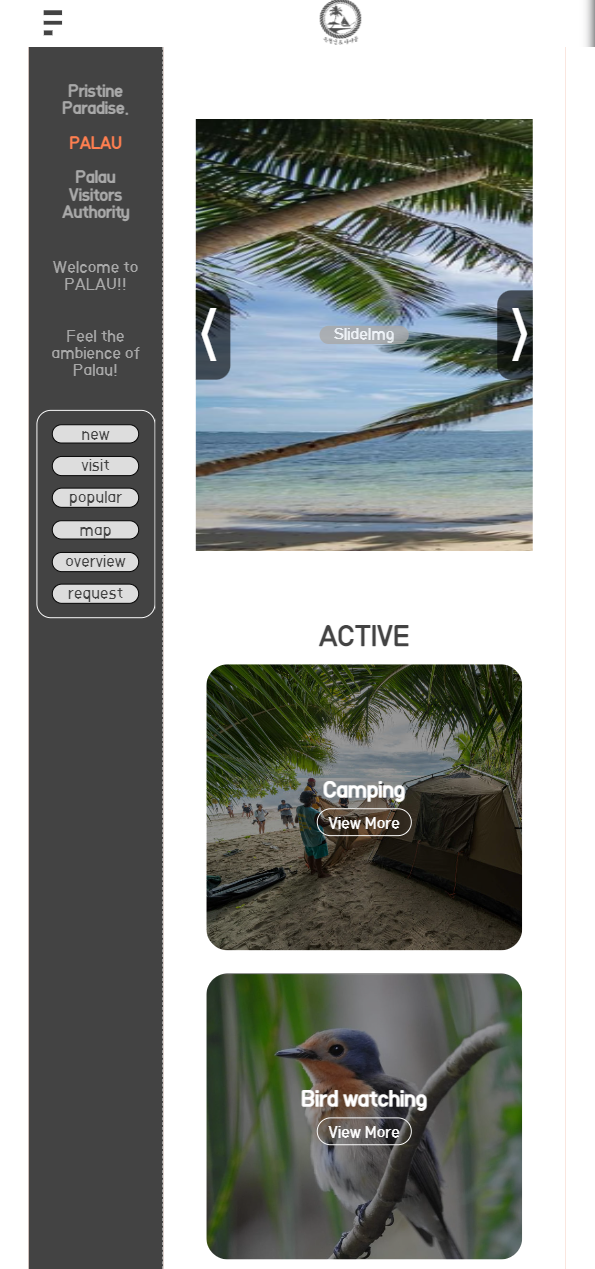 Pristine
Paradise.
PALAU
Palau
Visitors
Authority
Welcome to
PALAU!!
Feel the
ambience of
Palau!
new
visit
popular
map
overview
request
SlideImg
ACTIVE
Camping
View More
Bird watching
View More